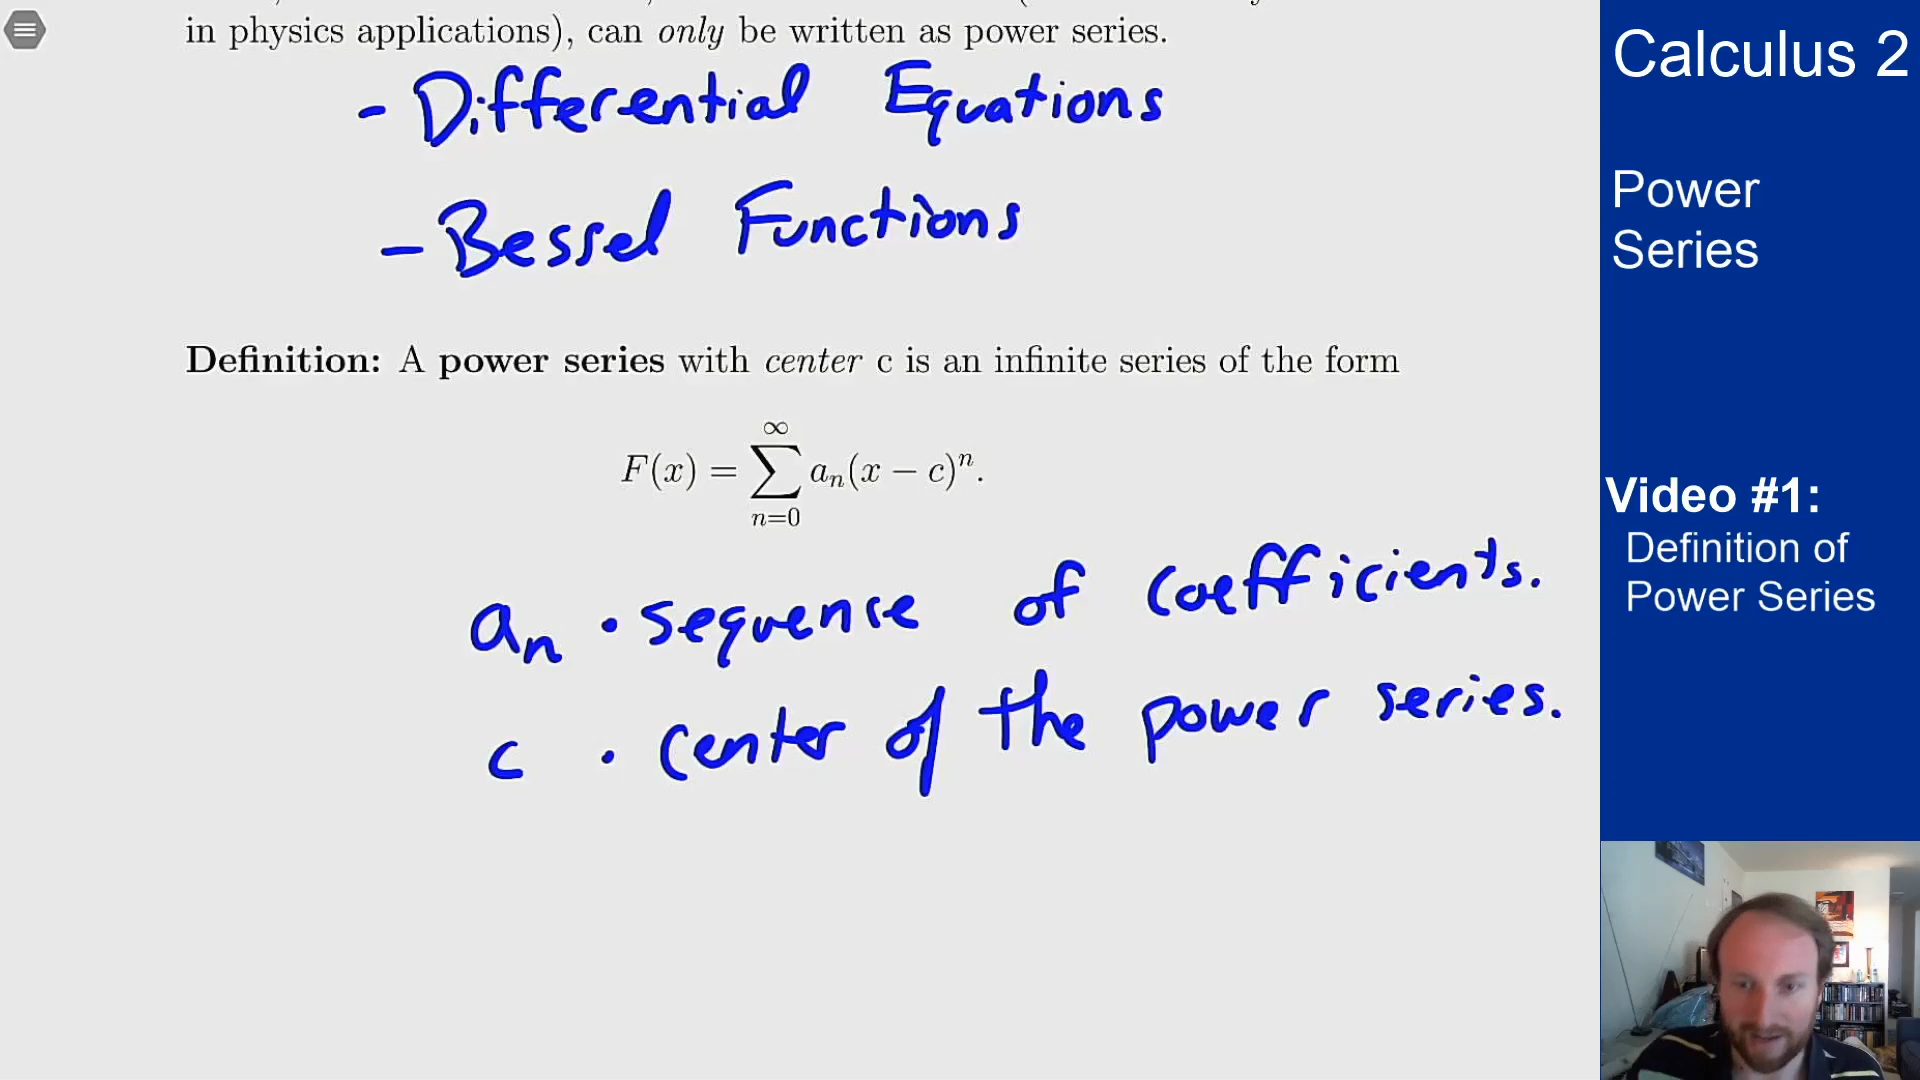 in physics applications), can only be written as power series.
- Differential Equations
- Bessel Functions
Definition: A power series with center c is an infinite series of the form
∞
F(x) = ∑ aₙ(x − c)ⁿ.
n=0
aₙ · sequence of coefficients.
c · center of the power series.
Calculus 2
Power
Series
Video #1:
Definition of
Power Series